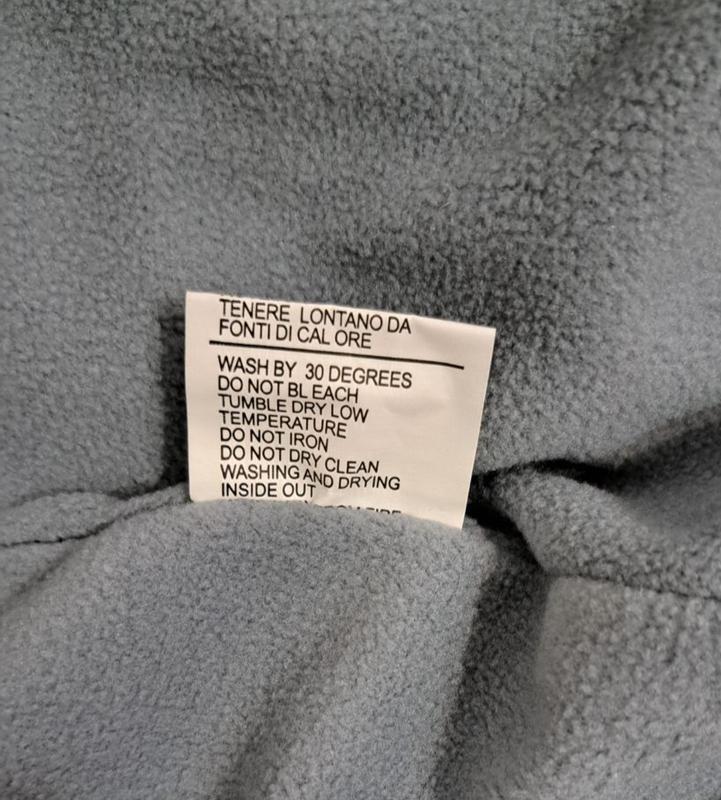 TENERE LONTANO DA
FONTI DI CAL ORE
WASH BY 30 DEGREES
DO NOT BL EACH
TUMBLE DRY LOW
TEMPERATURE
DO NOT IRON
DO NOT DRY CLEAN
WASHING AND DRYING
INSIDE OUT